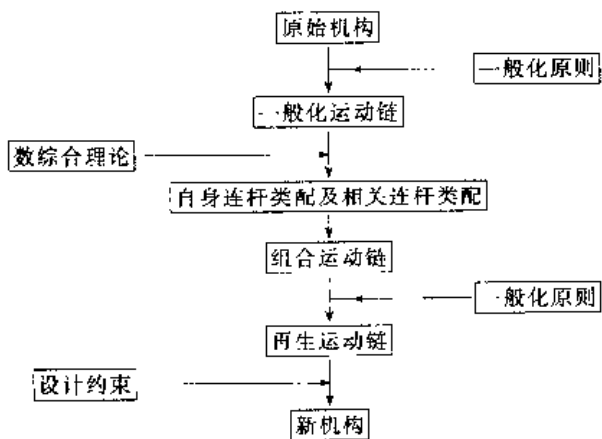 原始机构
一般化原则
一般化运动链
数综合理论
自身连杆类配及相关连杆类配
组合运动链
一般化原则
再生运动链
设计约束
新机构